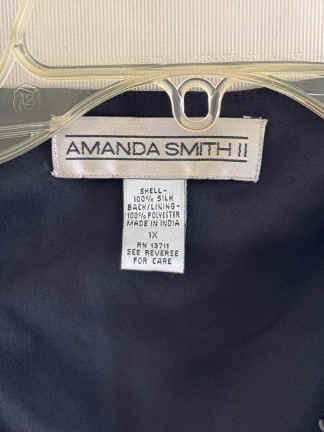 AMANDA SMITH II
SHELL-
100% SILK
BACK/LINING-
100% POLYESTER
MADE IN INDIA
1X
RN 13711
SEE REVERSE
FOR CARE